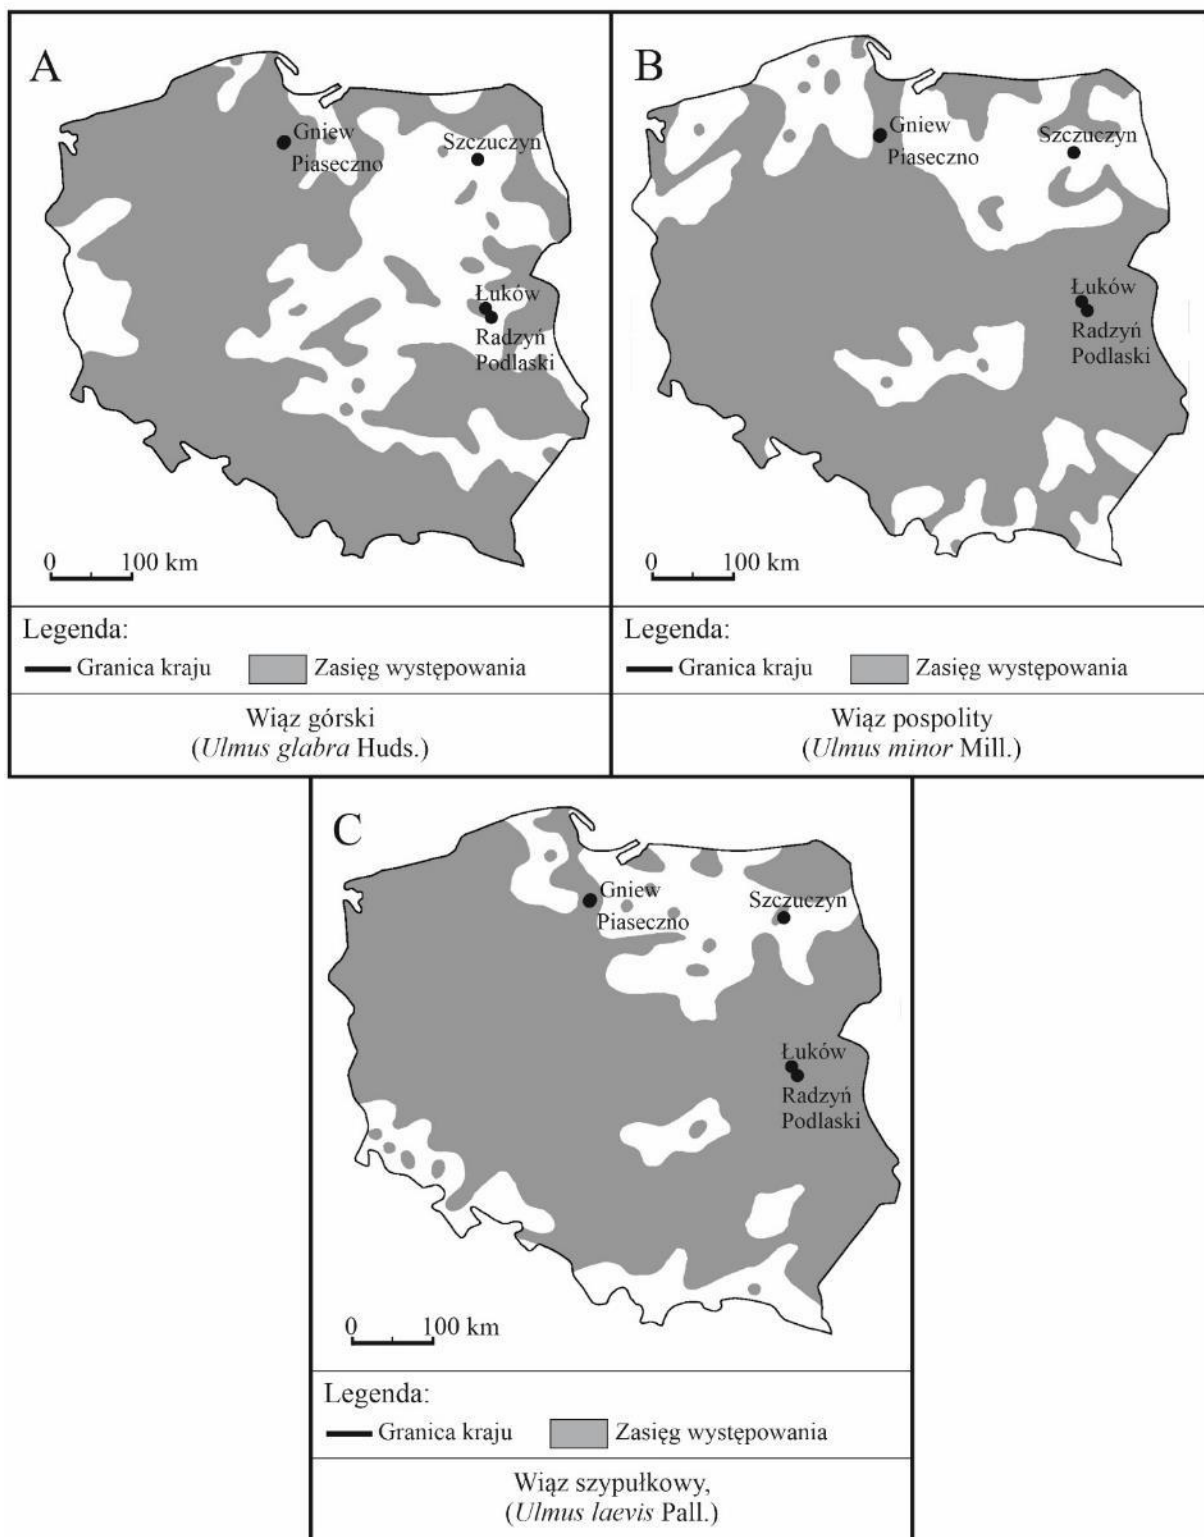 A
Gniew
Piaseczno
Szczuczyn
Łuków
Radzyń
Podlaski
0 100 km
Legenda:
Granica kraju Zasięg występowania
Wiąz górski
(Ulmus glabra Huds.)
B
Gniew
Piaseczno
Szczuczyn
Łuków
Radzyń
Podlaski
0 100 km
Legenda:
Granica kraju Zasięg występowania
Wiąz pospolity
(Ulmus minor Mill.)
C
Gniew
Piaseczno
Szczuczyn
Łuków
Radzyń
Podlaski
0 100 km
Legenda:
Granica kraju Zasięg występowania
Wiąz szypułkowy,
(Ulmus laevis Pall.)